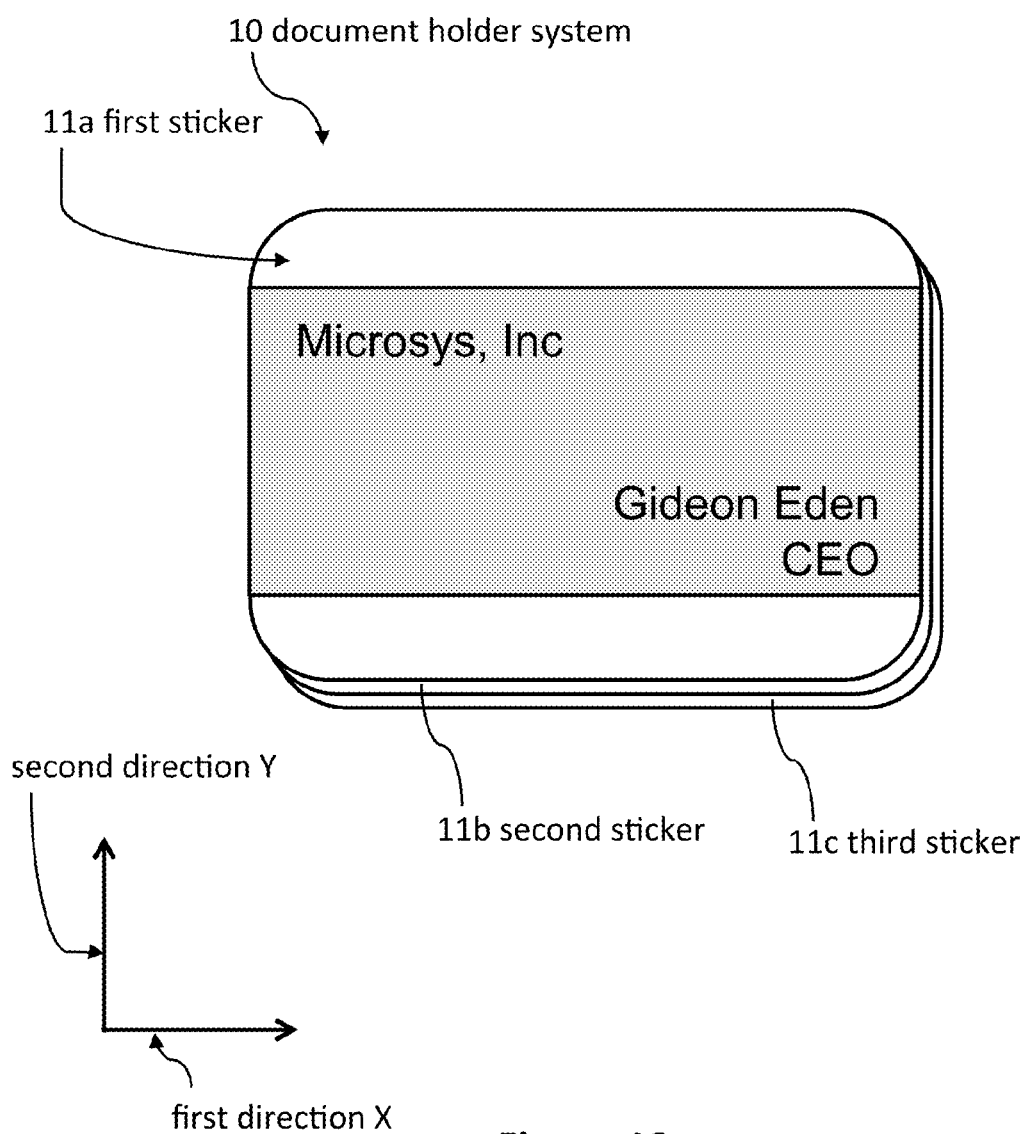 10 document holder system
11a first sticker
Microsys, Inc
Gideon Eden
CEO
second direction Y
11b second sticker
11c third sticker
first direction X